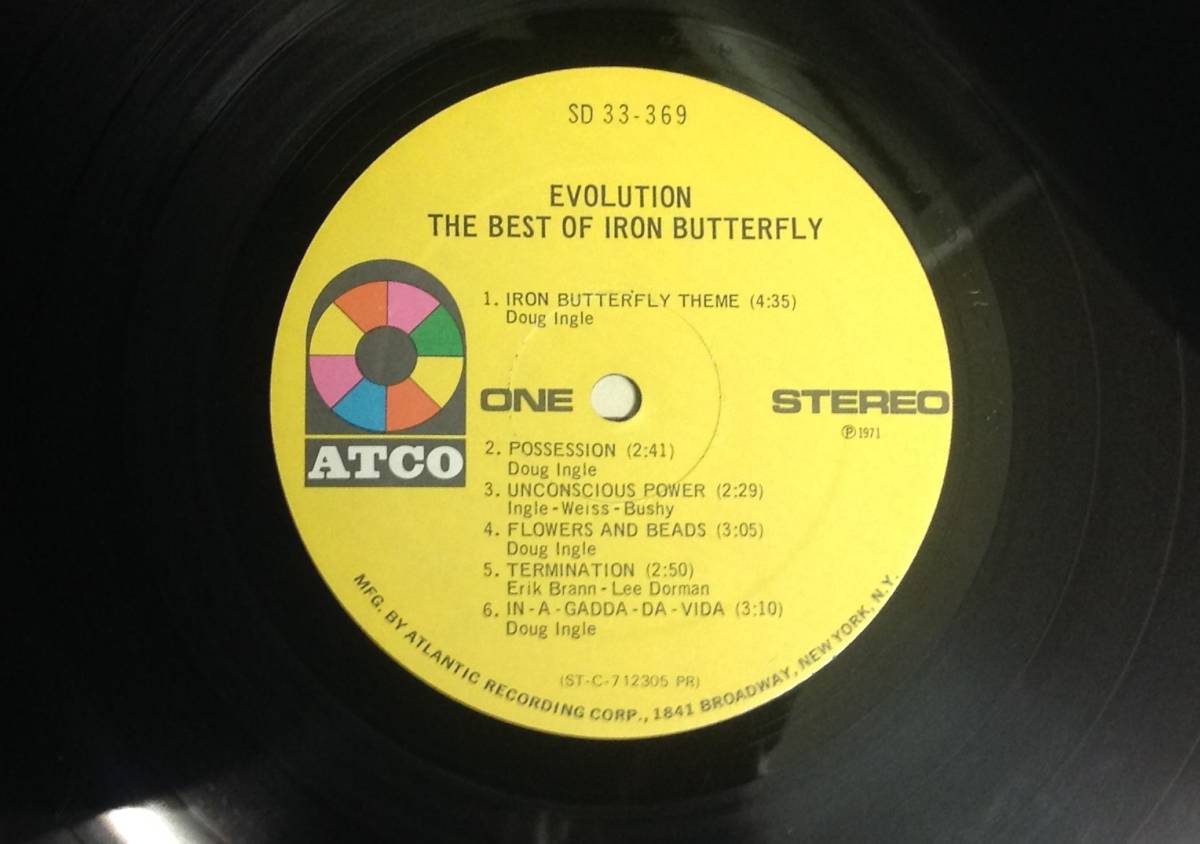 SD 33-369
EVOLUTION
THE BEST OF IRON BUTTERFLY
1. IRON BUTTERFLY THEME (4:35)
Doug Ingle
ONE
STEREO
Ⓟ1971
ATCO
2. POSSESSION (2:41)
Doug Ingle
3. UNCONSCIOUS POWER (2:29)
Ingle-Weiss-Bushy
4. FLOWERS AND BEADS (3:05)
Doug Ingle
5. TERMINATION (2:50)
Erik Brann-Lee Dorman
6. IN-A-GADDA-DA-VIDA (3:10)
Doug Ingle
(ST-C-712305 PR)
MFG. BY ATLANTIC RECORDING CORP., 1841 BROADWAY, NEW YORK, N.Y.